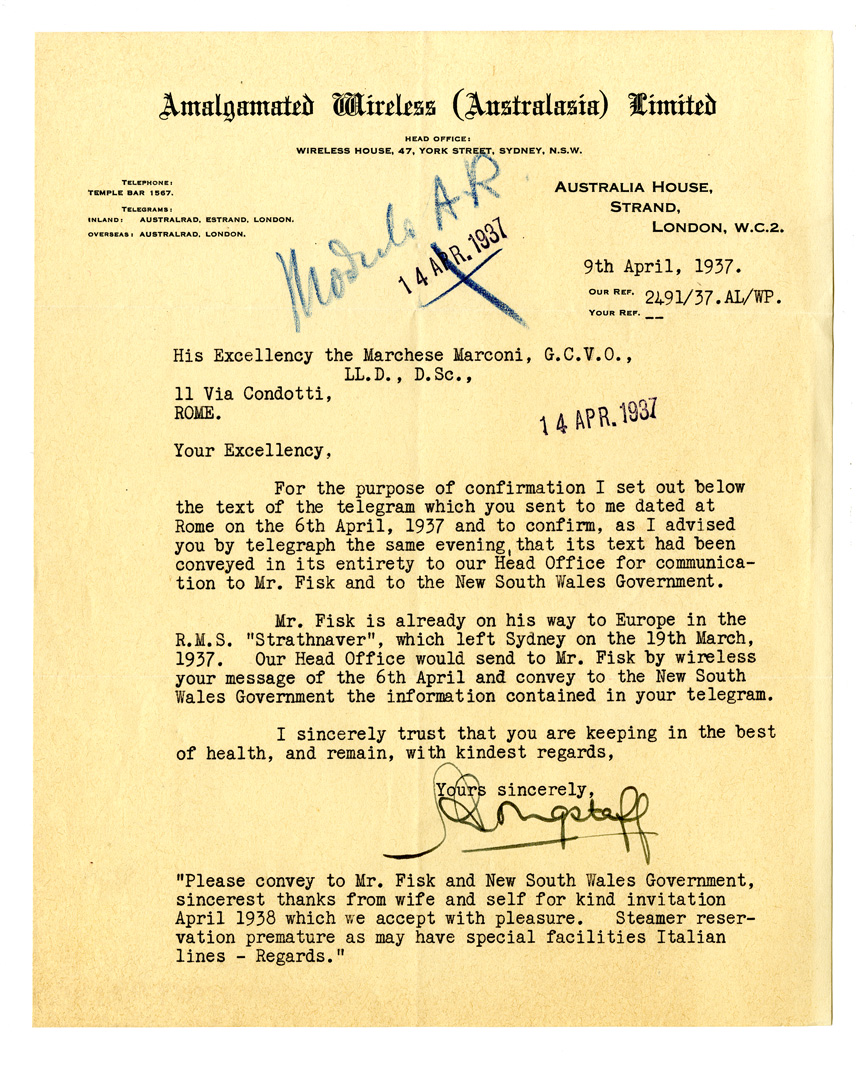 Amalgamated Wireless (Australasia) Limited
HEAD OFFICE:
WIRELESS HOUSE, 47, YORK STREET, SYDNEY, N.S.W.
TELEPHONE:
TEMPLE BAR 1567.
TELEGRAMS:
INLAND: AUSTRALRAD, ESTRAND, LONDON.
OVERSEAS: AUSTRALRAD, LONDON.
AUSTRALIA HOUSE,
STRAND,
LONDON, W.C.2.
A.R
14 APR. 1937
9th April, 1937.
OUR REF. 2491/37.AL/WP.
YOUR REF. --
His Excellency the Marchese Marconi, G.C.V.O.,
LL.D., D.Sc.,
11 Via Condotti,
ROME.
14 APR. 1937
Your Excellency,
For the purpose of confirmation I set out below
the text of the telegram which you sent to me dated at
Rome on the 6th April, 1937 and to confirm, as I advised
you by telegraph the same evening, that its text had been
conveyed in its entirety to our Head Office for communica-
tion to Mr. Fisk and to the New South Wales Government.
Mr. Fisk is already on his way to Europe in the
R.M.S. "Strathnaver", which left Sydney on the 19th March,
1937. Our Head Office would send to Mr. Fisk by wireless
your message of the 6th April and convey to the New South
Wales Government the information contained in your telegram.
I sincerely trust that you are keeping in the best
of health, and remain, with kindest regards,
Yours sincerely,
Longstaff
"Please convey to Mr. Fisk and New South Wales Government,
sincerest thanks from wife and self for kind invitation
April 1938 which we accept with pleasure. Steamer reser-
vation premature as may have special facilities Italian
lines - Regards."